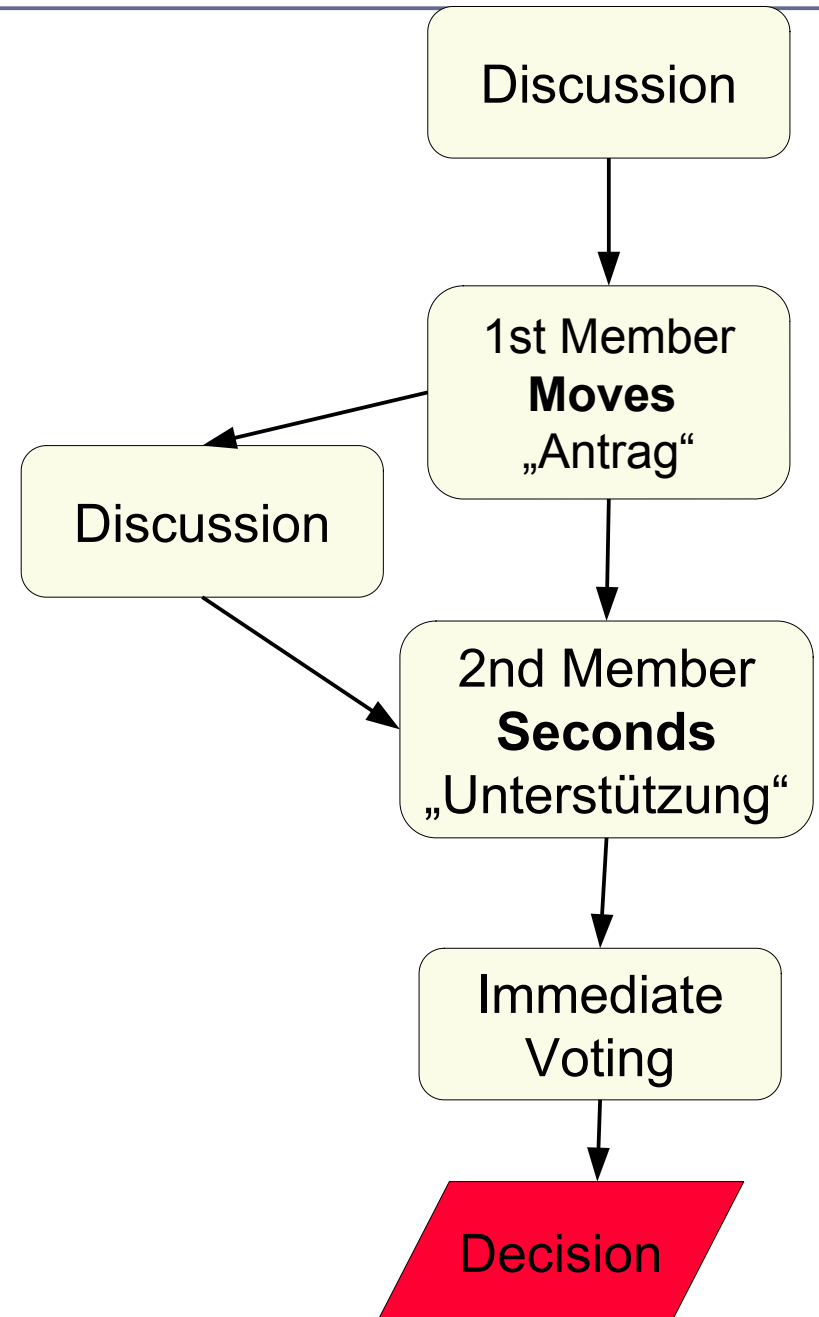 Discussion
1st Member
Moves
„Antrag“
Discussion
2nd Member
Seconds
„Unterstützung“
Immediate
Voting
Decision